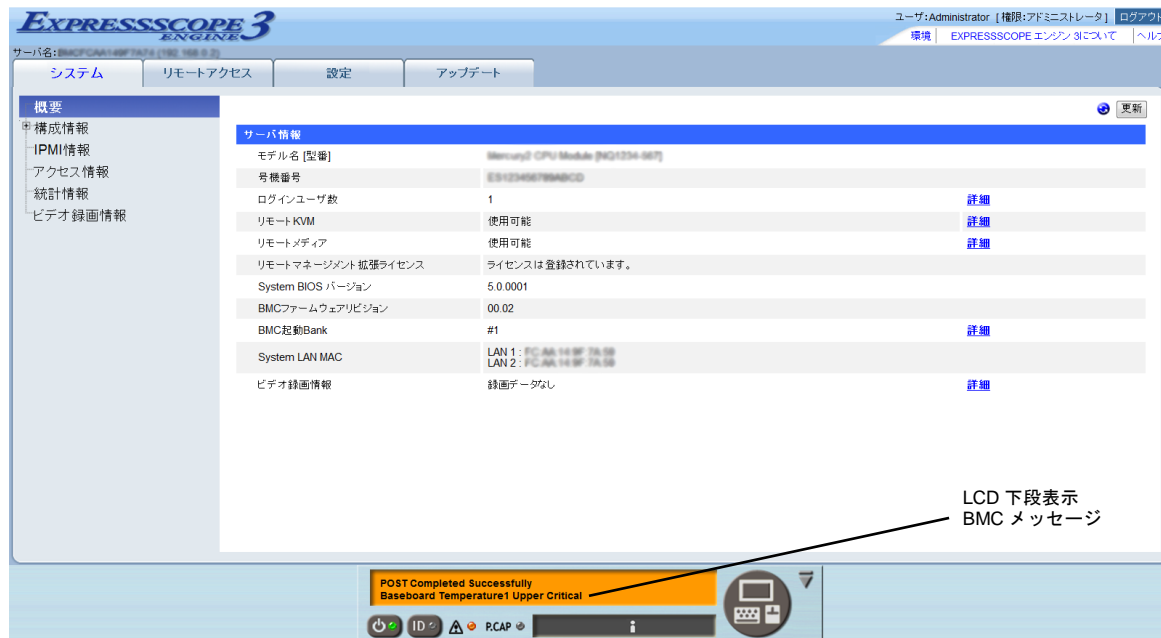 EXPRESSSCOPE
ENGINE 3
ユーザ:Administrator [権限:アドミニストレータ] ログアウト
環境 EXPRESSSCOPE エンジン 3について ヘルプ
サーバ名:
システム リモートアクセス 設定 アップデート
概要
構成情報
IPMI情報
アクセス情報
統計情報
ビデオ録画情報
更新
サーバ情報
モデル名 [型番]
号機番号
ログインユーザ数 1 詳細
リモートKVM 使用可能 詳細
リモートメディア 使用可能 詳細
リモートマネージメント拡張ライセンス ライセンスは登録されています。
System BIOS バージョン 5.0.0001
BMCファームウェアリビジョン 00.02
BMC起動Bank #1 詳細
System LAN MAC LAN 1 :
LAN 2 :
ビデオ録画情報 録画データなし 詳細
LCD 下段表示
BMC メッセージ
POST Completed Successfully
Baseboard Temperature1 Upper Critical
ID P.CAP i